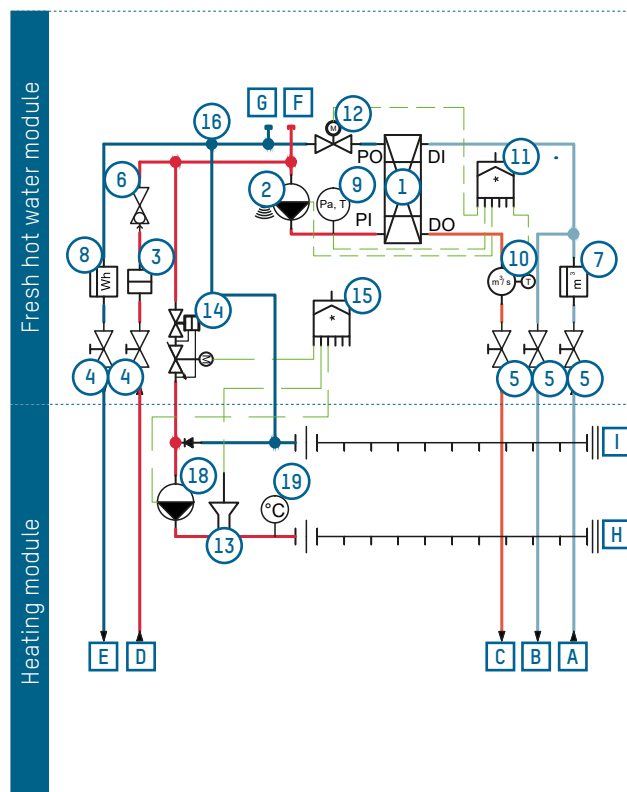 Fresh hot water module
Heating module
G
F
16
12
M
PO
DI
11
*
6
2
9
Pa, T
1
PI
DO
8
Wh
3
10
m³/s
T
7
m³
14
M
15
*
4
4
5
5
5
I
18
19
°C
13
H
E
D
C
B
A